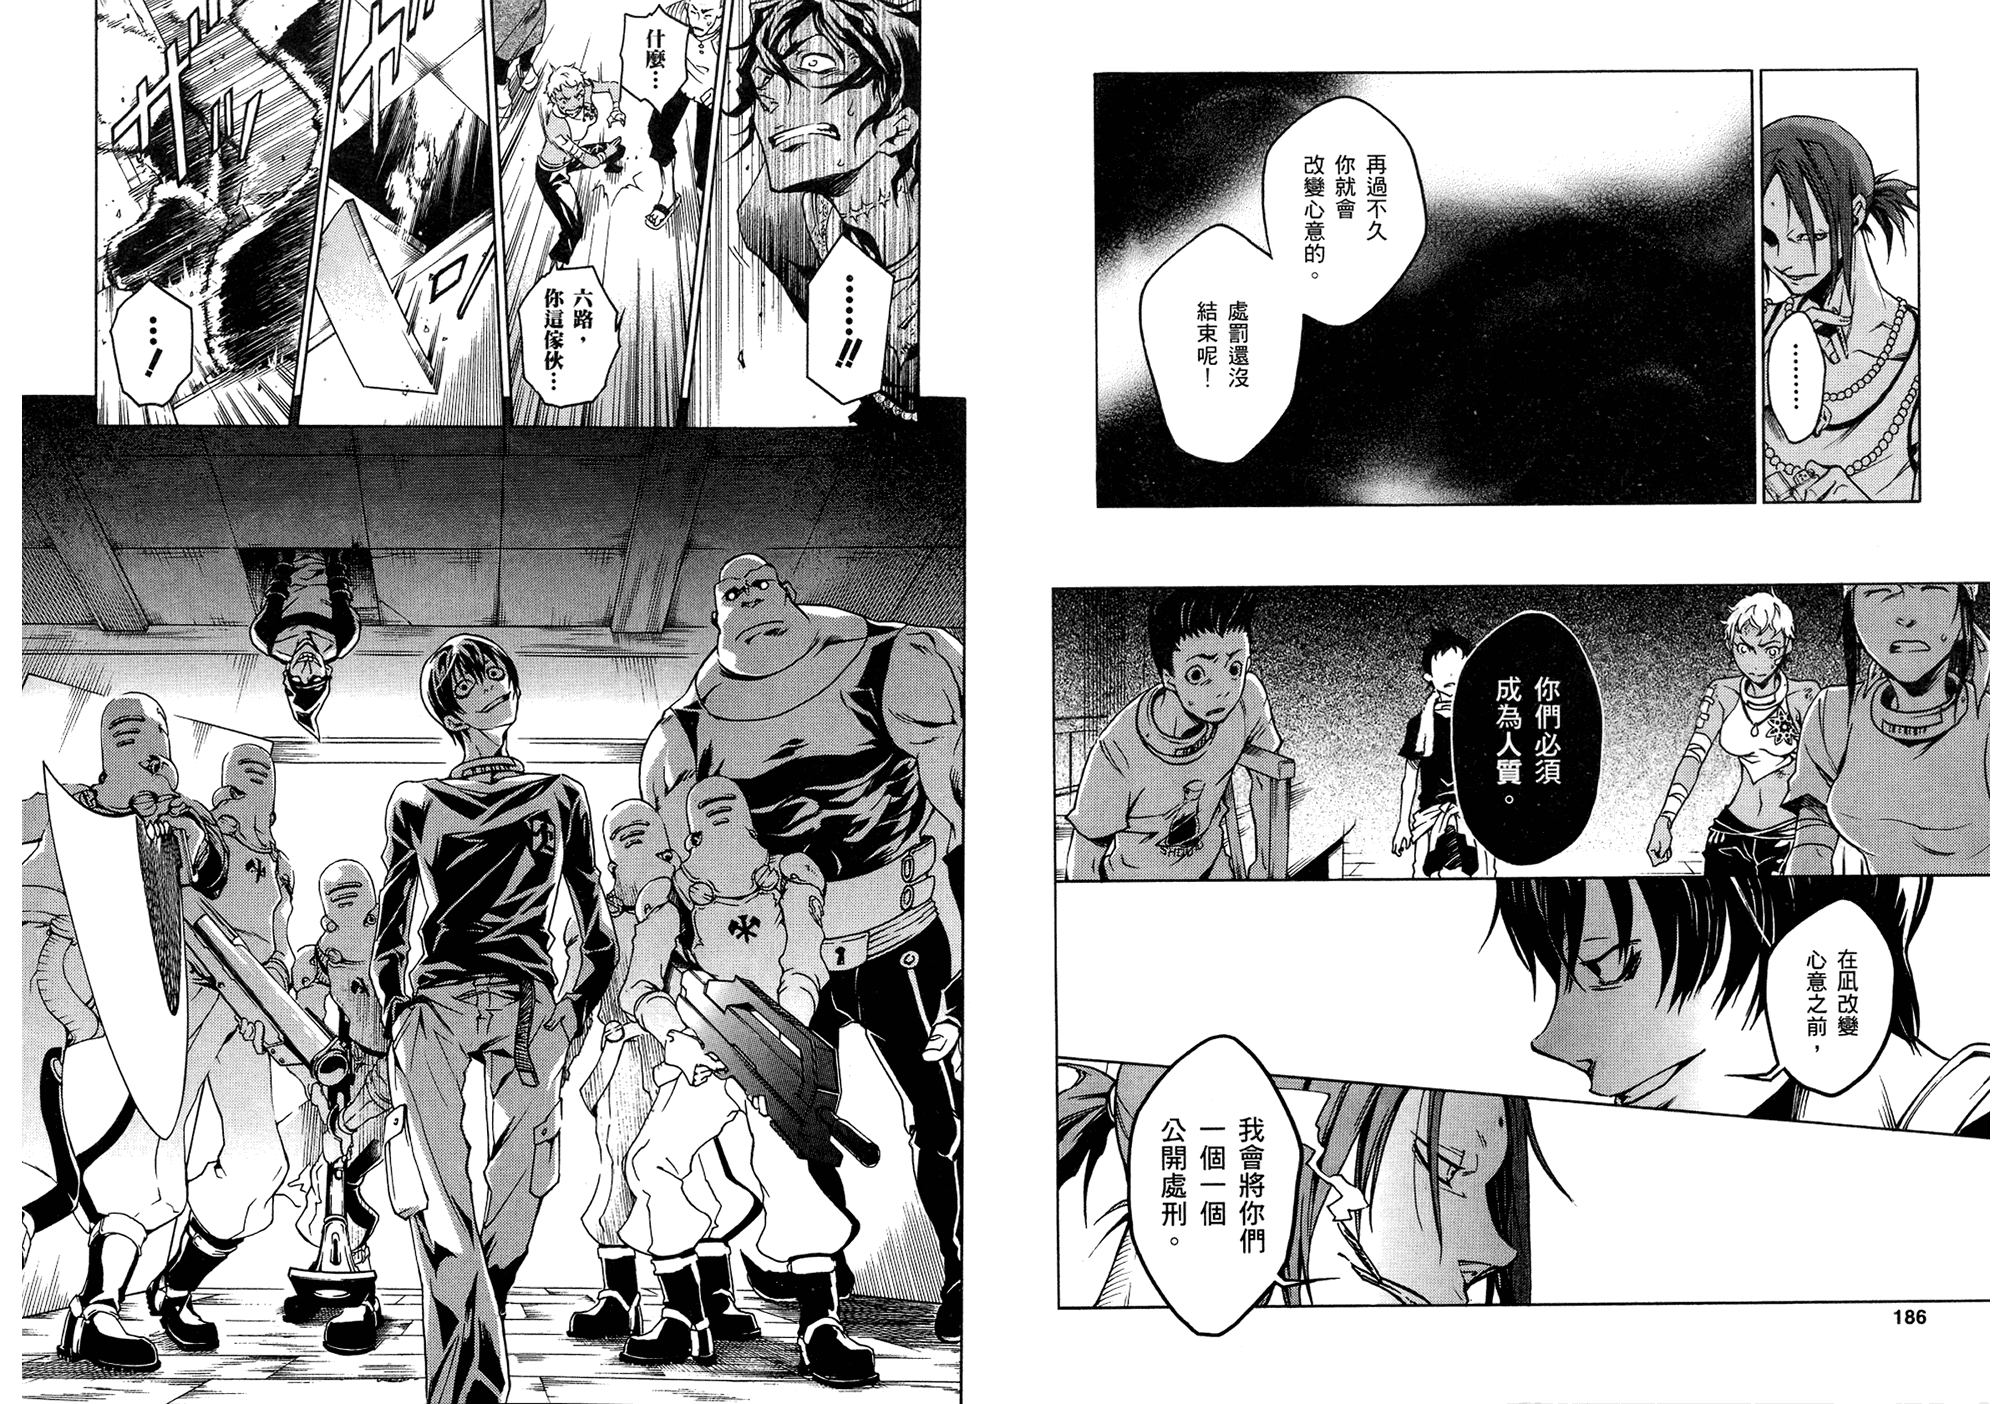 ………
再過不久
你就會
改變心意的。
處罰還沒
結束呢！
你們必須
成為人質。
在凪改變
心意之前，
我會將你們
一個一個
公開處刑。
186
………!!
什麼…
六路，
你這傢伙…
…!